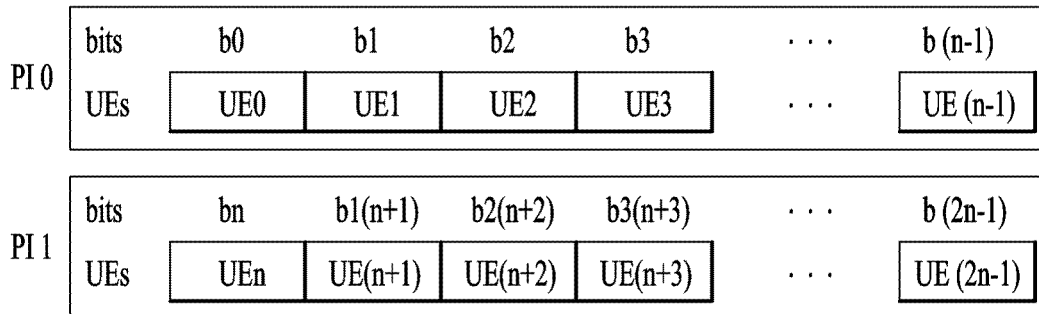 PI 0
bits b0 b1 b2 b3 · · · b (n-1)
UEs UE0 UE1 UE2 UE3 · · · UE (n-1)
PI 1
bits bn b1(n+1) b2(n+2) b3(n+3) · · · b (2n-1)
UEs UEn UE(n+1) UE(n+2) UE(n+3) · · · UE (2n-1)